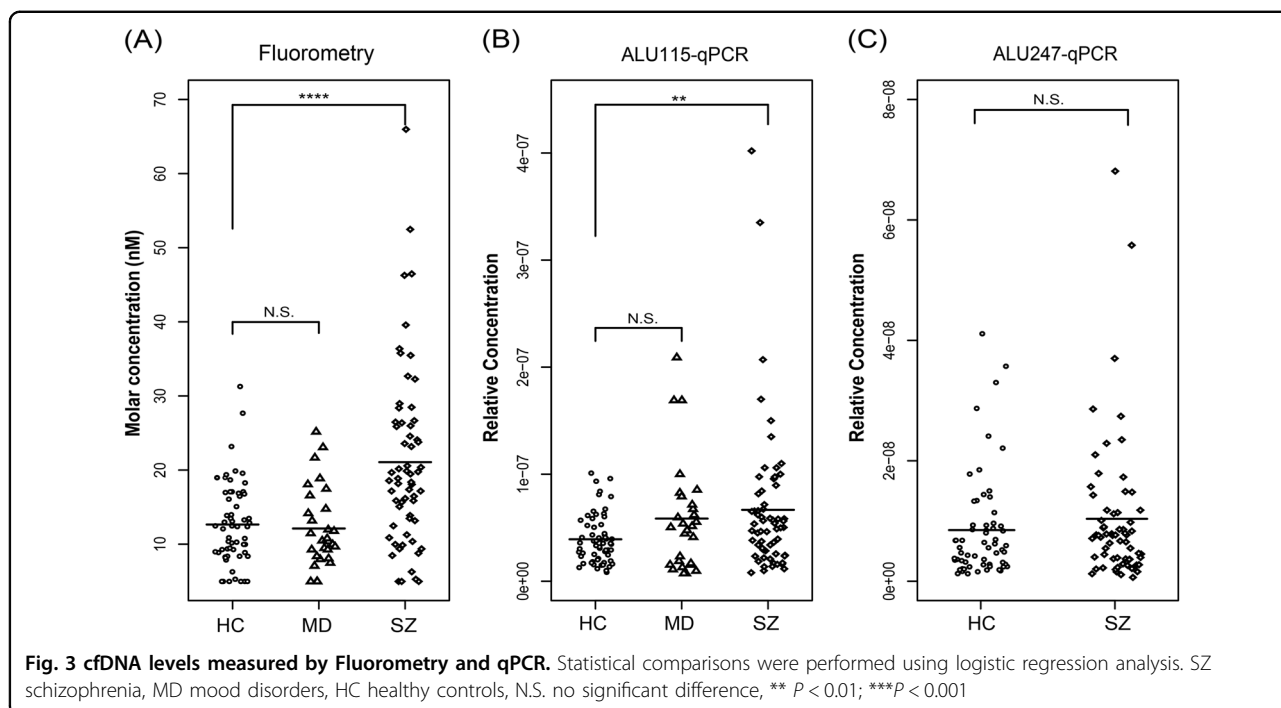 (A)
Fluorometry
****
N.S.
Molar concentration (nM)
70
60
50
40
30
20
10
HC MD SZ
(B)
ALU115-qPCR
**
N.S.
Relative Concentration
4e-07
3e-07
2e-07
1e-07
0e+00
HC MD SZ
(C)
ALU247-qPCR
N.S.
Relative Concentration
8e-08
6e-08
4e-08
2e-08
0e+00
HC SZ
Fig. 3 cfDNA levels measured by Fluorometry and qPCR. Statistical comparisons were performed using logistic regression analysis. SZ
schizophrenia, MD mood disorders, HC healthy controls, N.S. no significant difference, ** P < 0.01; ***P < 0.001